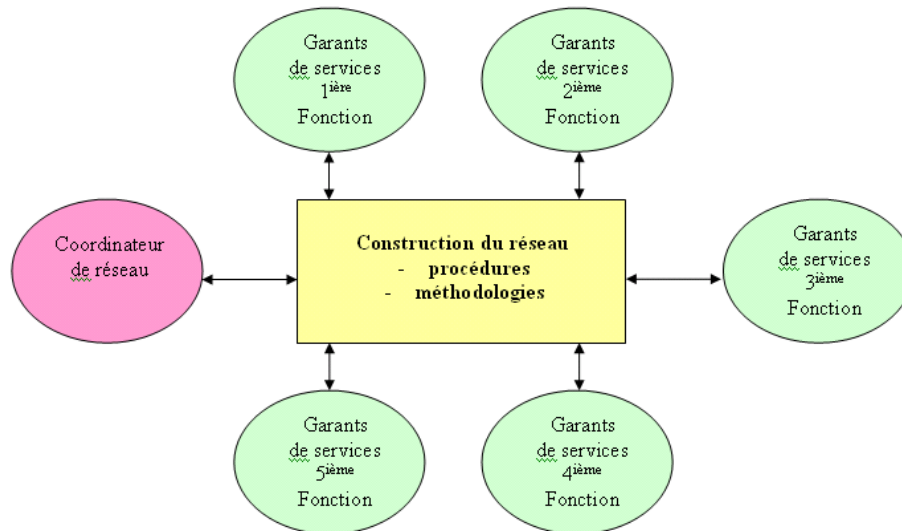 Garants
de services
1ière
Fonction
Garants
de services
2ième
Fonction
Coordinateur
de réseau
Construction du réseau
- procédures
- méthodologies
Garants
de services
3ième
Fonction
Garants
de services
5ième
Fonction
Garants
de services
4ième
Fonction